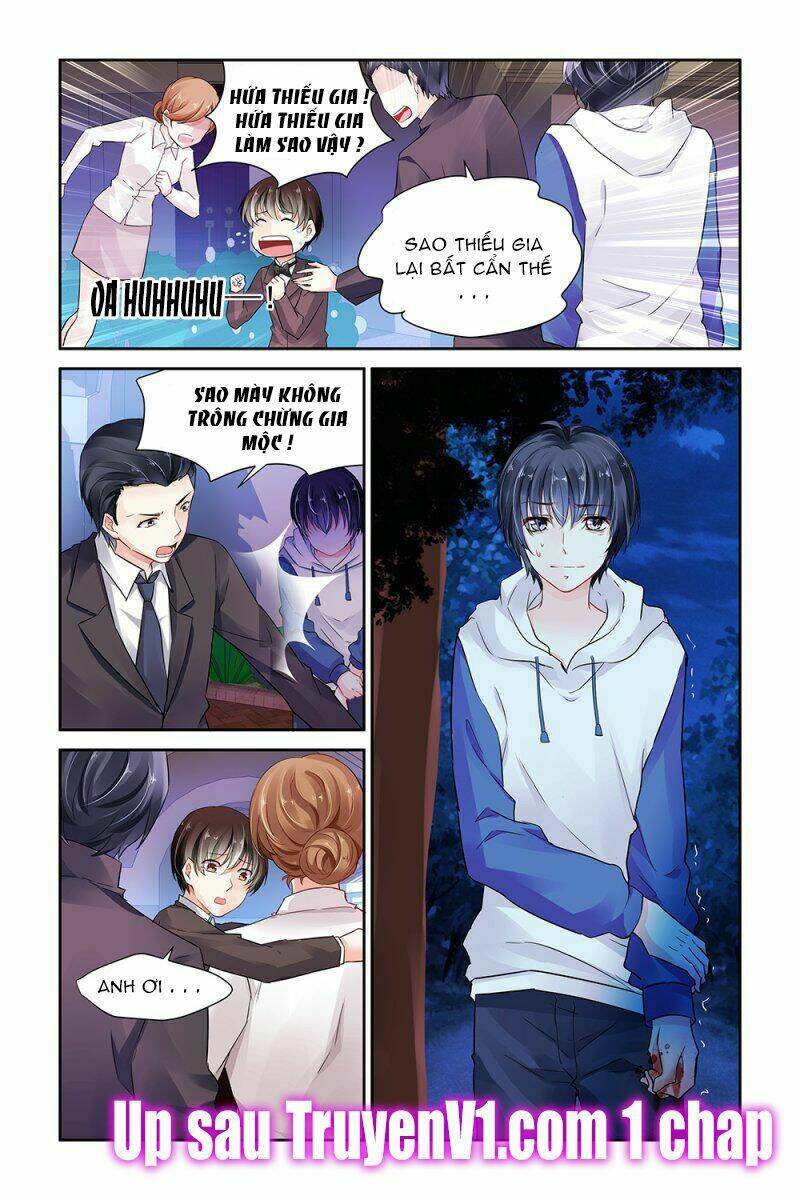 HỨA THIẾU GIA !
HỨA THIẾU GIA
LÀM SAO VẬY ?
SAO THIẾU GIA
LẠI BẤT CẨN THẾ
. . .
OA HUHHUHU — !
SAO MÀY KHÔNG
TRÔNG CHỪNG GIA
MỘC !
ANH ƠI . . .
Up sau TruyenV1.com 1 chap